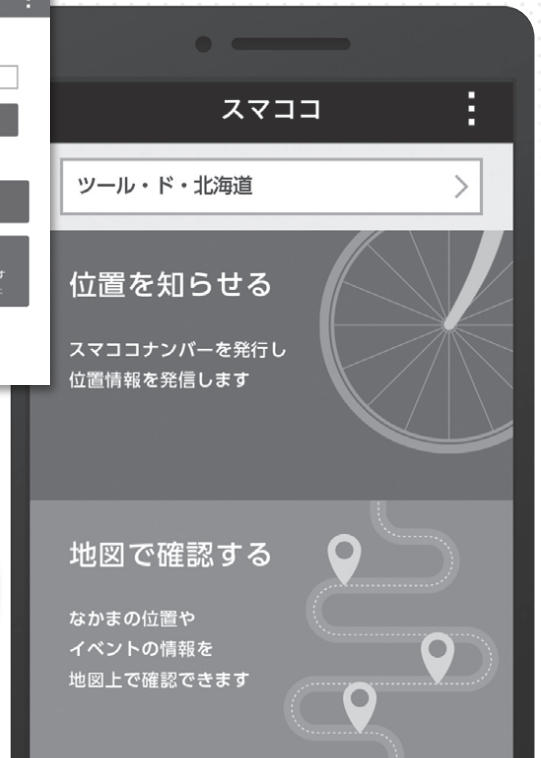 スマココ
ツール・ド・北海道
位置を知らせる
スマココナンバーを発行し
位置情報を発信します
地図で確認する
なかまの位置や
イベントの情報を
地図上で確認できます